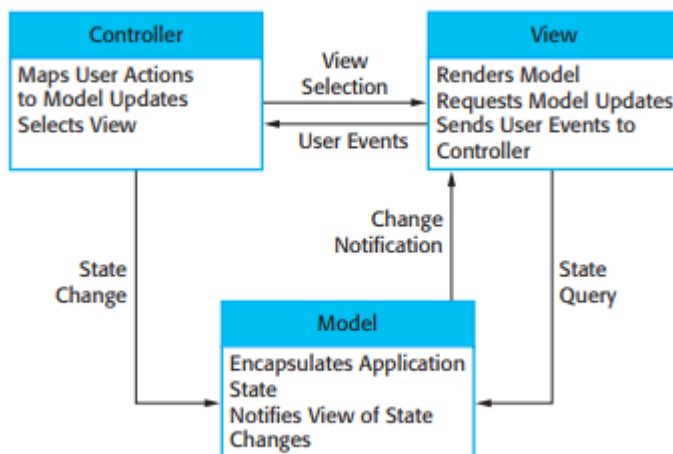 Controller
Maps User Actions
to Model Updates
Selects View
View
Selection
User Events
View
Renders Model
Requests Model Updates
Sends User Events to
Controller
State
Change
Change
Notification
State
Query
Model
Encapsulates Application
State
Notifies View of State
Changes